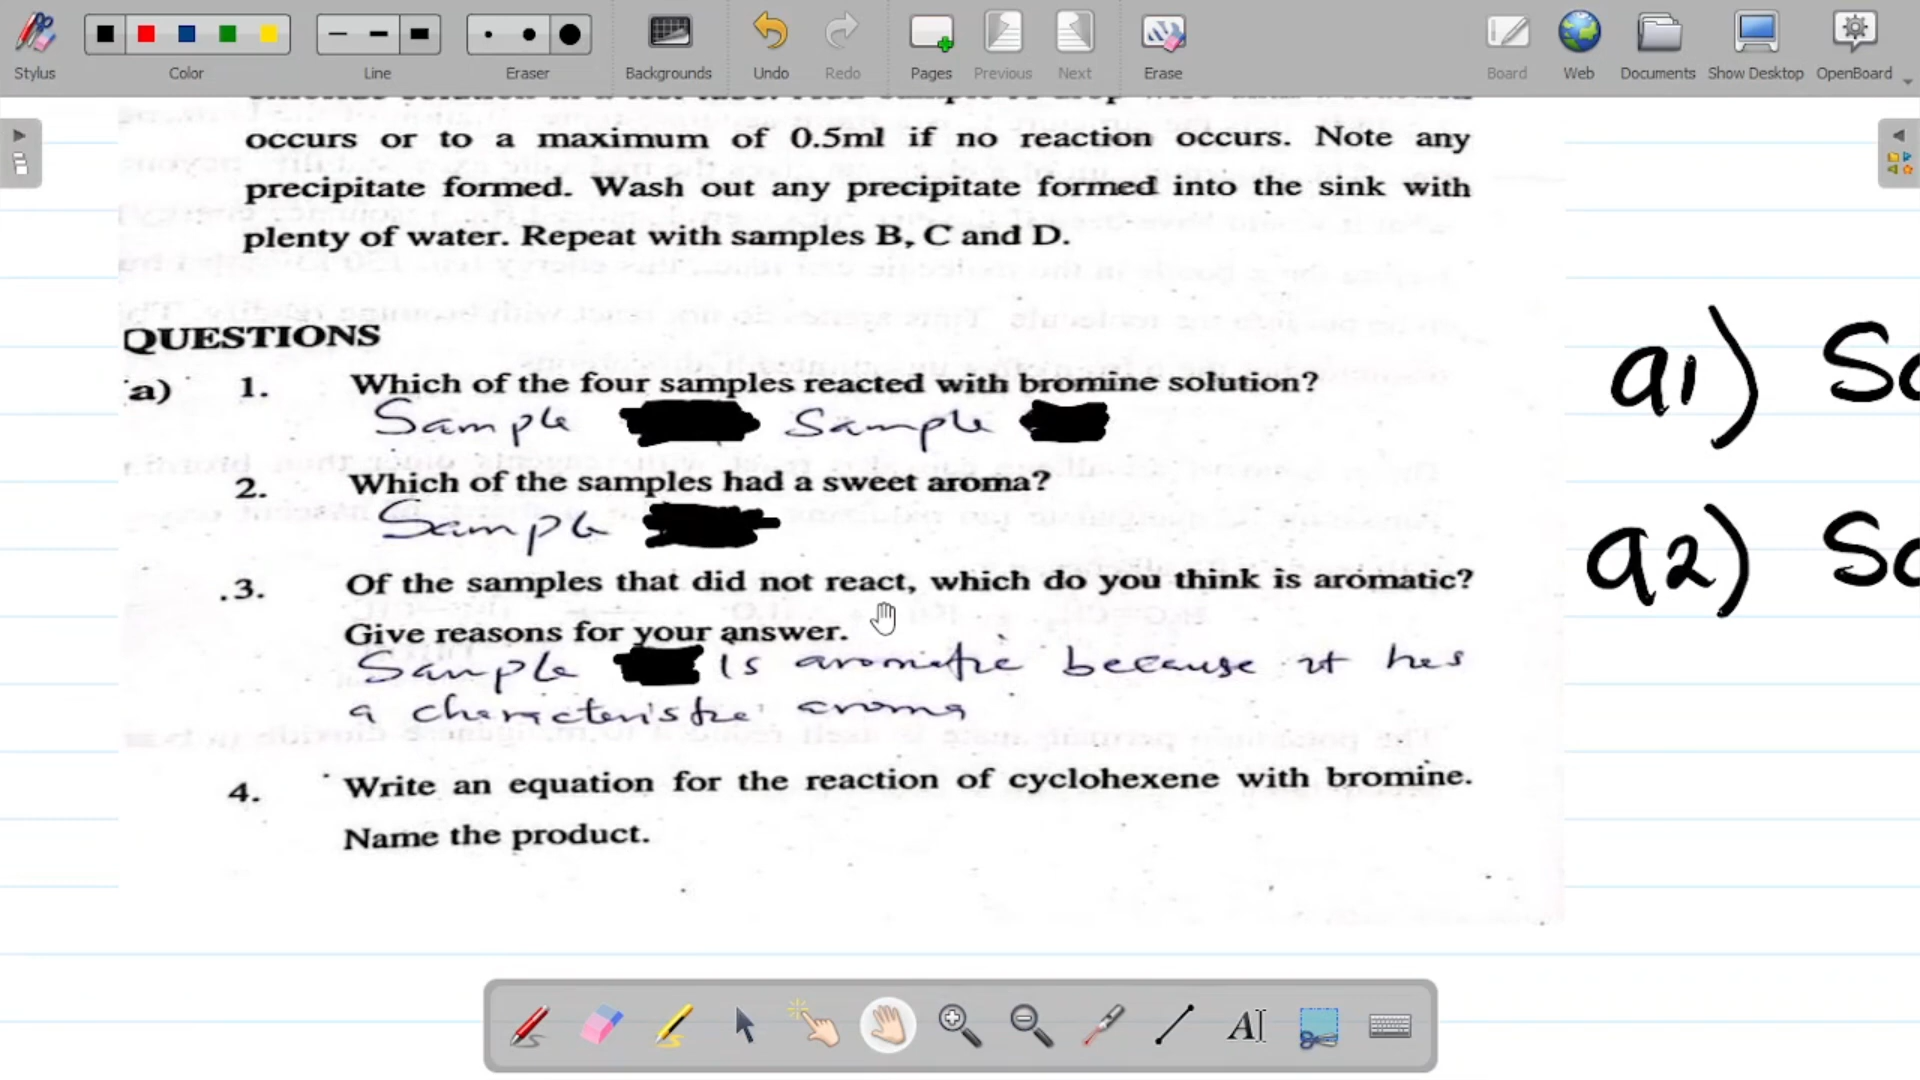 Stylus
Color
Line
Eraser
Backgrounds
Undo
Redo
Pages
Previous
Next
Erase
Board
Web
Documents
Show Desktop
OpenBoard
occurs or to a maximum of 0.5ml if no reaction occurs. Note any
precipitate formed. Wash out any precipitate formed into the sink with
plenty of water. Repeat with samples B, C and D.
QUESTIONS
a) 1. Which of the four samples reacted with bromine solution?
Sample Sample
2. Which of the samples had a sweet aroma?
Sample
3. Of the samples that did not react, which do you think is aromatic?
Give reasons for your answer.
Sample is aromatic because it has
a characteristic aroma
4. Write an equation for the reaction of cyclohexene with bromine.
Name the product.
a1) Sa
a2) Sa